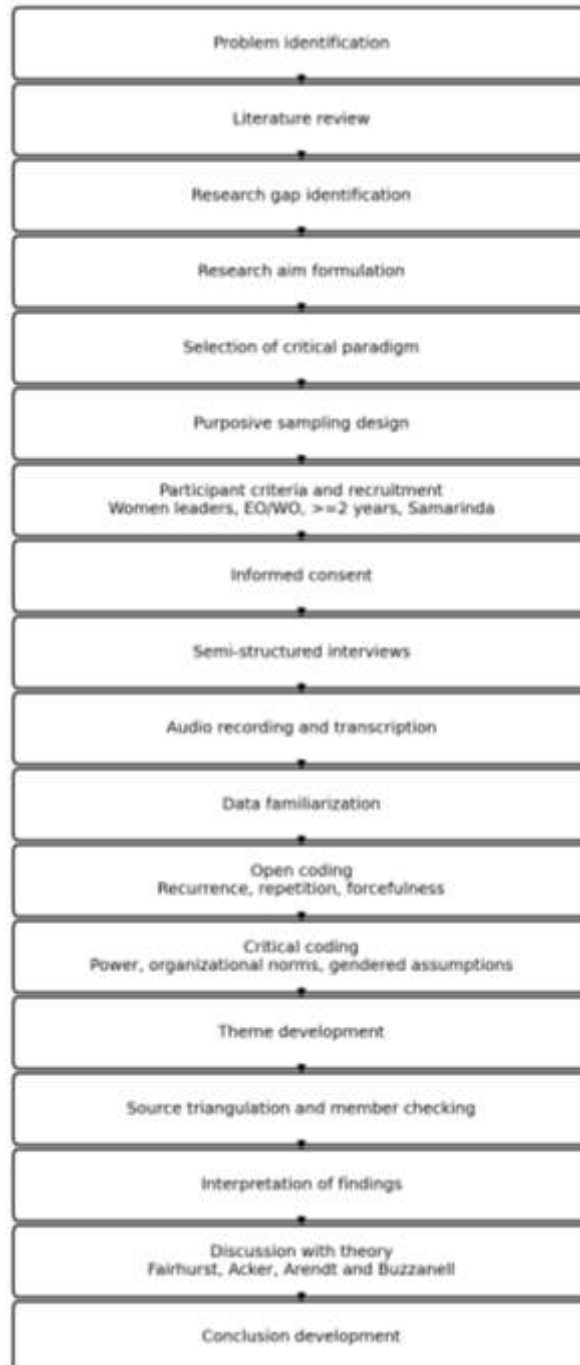 Problem identification
Literature review
Research gap identification
Research aim formulation
Selection of critical paradigm
Purposive sampling design
Participant criteria and recruitment
Women leaders, EO/WO, >=2 years, Samarinda
Informed consent
Semi-structured interviews
Audio recording and transcription
Data familiarization
Open coding
Recurrence, repetition, forcefulness
Critical coding
Power, organizational norms, gendered assumptions
Theme development
Source triangulation and member checking
Interpretation of findings
Discussion with theory
Fairhurst, Acker, Arendt and Buzzanell
Conclusion development